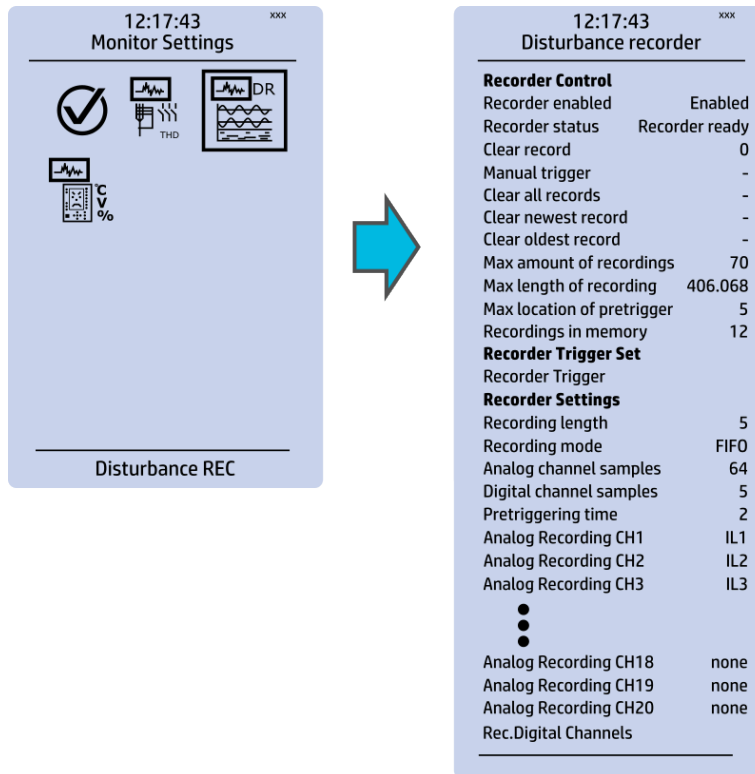 12:17:43 xxx
Monitor Settings
DR
THD
°C
V
%
Disturbance REC
12:17:43 xxx
Disturbance recorder
Recorder Control
Recorder enabled Enabled
Recorder status Recorder ready
Clear record 0
Manual trigger -
Clear all records -
Clear newest record -
Clear oldest record -
Max amount of recordings 70
Max length of recording 406.068
Max location of pretrigger 5
Recordings in memory 12
Recorder Trigger Set
Recorder Trigger
Recorder Settings
Recording length 5
Recording mode FIFO
Analog channel samples 64
Digital channel samples 5
Pretriggering time 2
Analog Recording CH1 IL1
Analog Recording CH2 IL2
Analog Recording CH3 IL3
Analog Recording CH18 none
Analog Recording CH19 none
Analog Recording CH20 none
Rec.Digital Channels